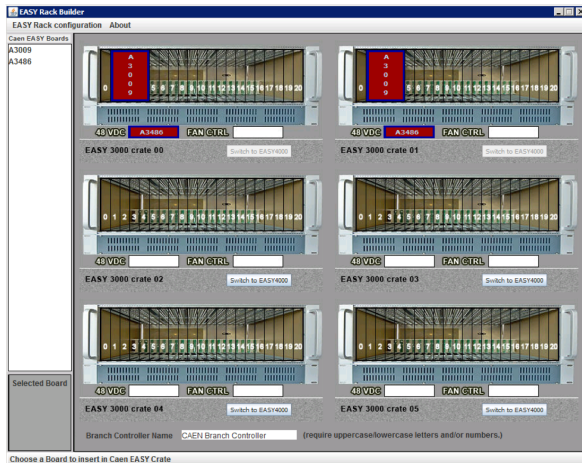 EASY Rack Builder
EASY Rack configuration About
Caen EASY Boards
A3009
A3486
A
3
0
0
9
0 5 6 7 8 9 10 11 12 13 14 15 16 17 18 19 20
48 VDC A3486 FAN CTRL
EASY 3000 crate 00 Switch to EASY4000
A
3
0
0
9
0 5 6 7 8 9 10 11 12 13 14 15 16 17 18 19 20
48 VDC A3486 FAN CTRL
EASY 3000 crate 01 Switch to EASY4000
0 1 2 3 4 5 6 7 8 9 10 11 12 13 14 15 16 17 18 19 20
48 VDC FAN CTRL
EASY 3000 crate 02 Switch to EASY4000
0 1 2 3 4 5 6 7 8 9 10 11 12 13 14 15 16 17 18 19 20
48 VDC FAN CTRL
EASY 3000 crate 03 Switch to EASY4000
0 1 2 3 4 5 6 7 8 9 10 11 12 13 14 15 16 17 18 19 20
48 VDC FAN CTRL
EASY 3000 crate 04 Switch to EASY4000
0 1 2 3 4 5 6 7 8 9 10 11 12 13 14 15 16 17 18 19 20
48 VDC FAN CTRL
EASY 3000 crate 05 Switch to EASY4000
Selected Board
Branch Controller Name CAEN Branch Controller (require uppercase/lowercase letters and/or numbers.)
Choose a Board to insert in Caen EASY Crate